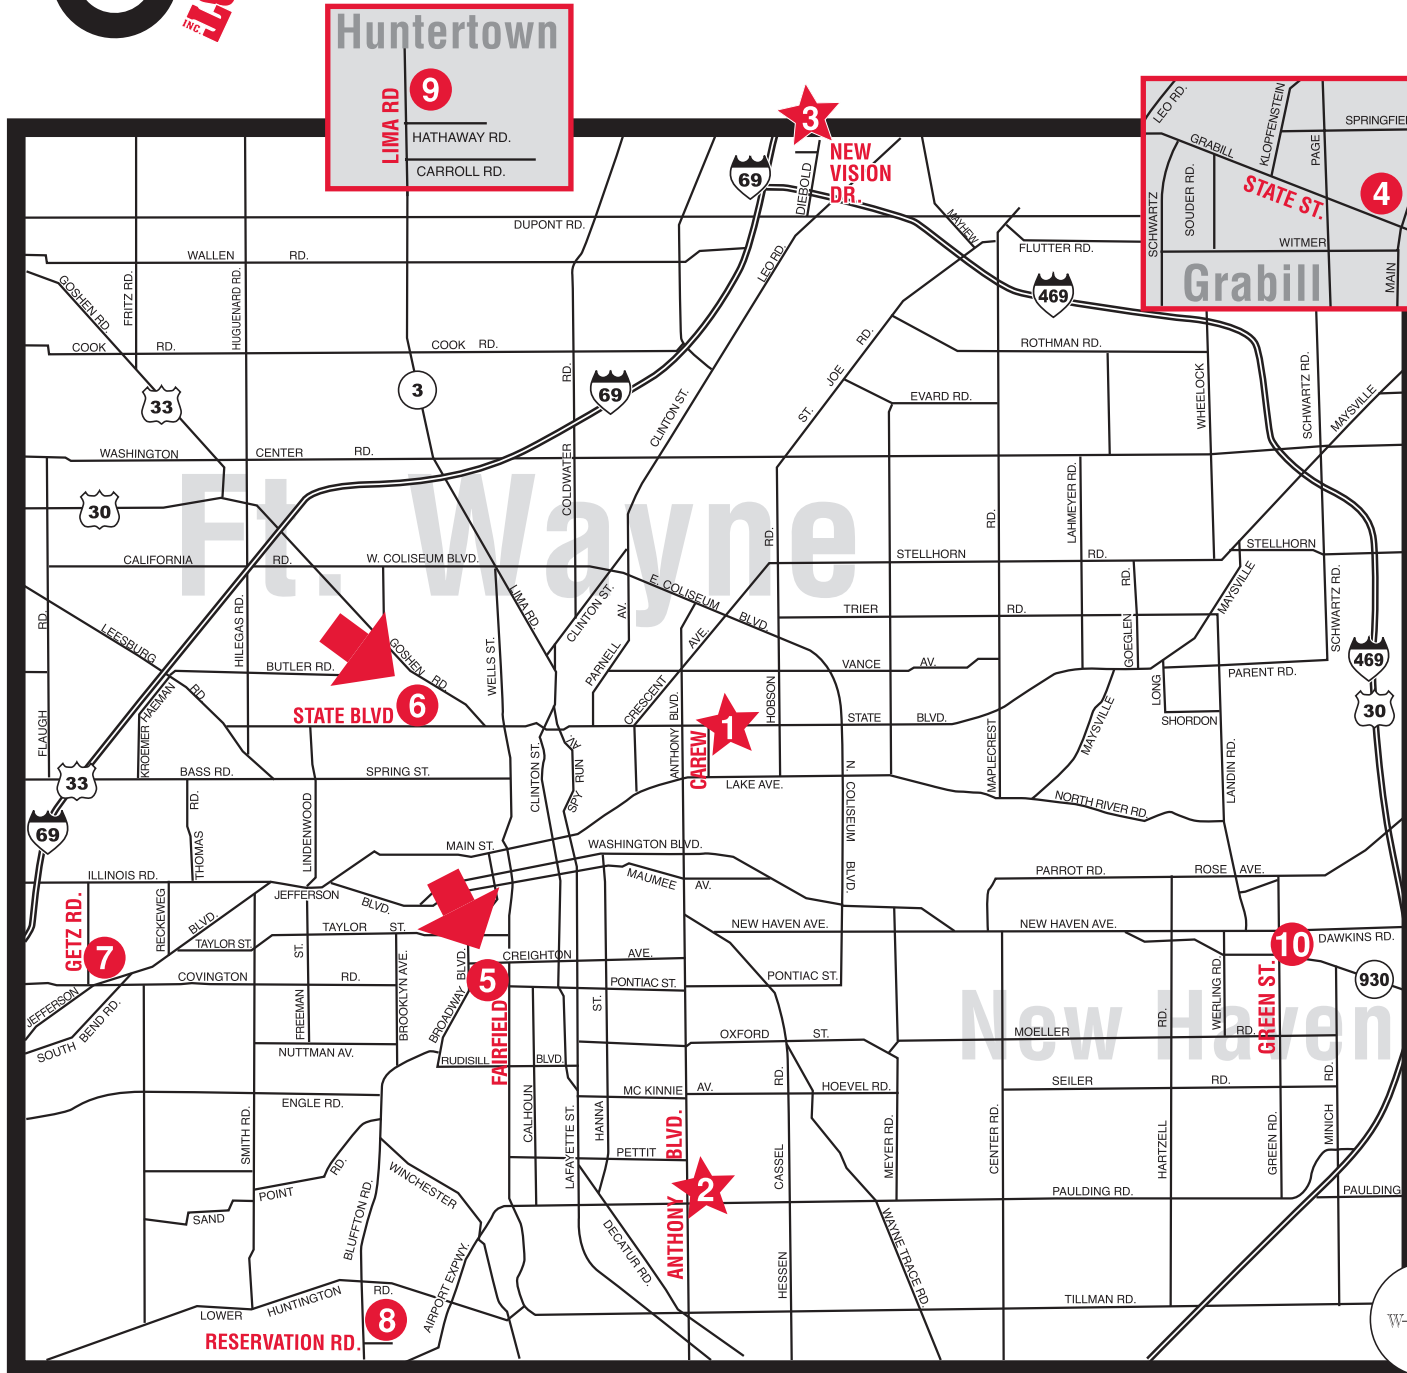 INC.
Huntertown
9
LIMA RD
HATHAWAY RD.
CARROLL RD.
3
NEW
VISION
DR.
69
DIEBOLD
LEO RD.
GRABILL
KLOPFENSTEIN
PAGE
SPRINGFIE
STATE ST.
4
SCHWARTZ
SOUDER RD.
WITMER
MAIN
Grabill
DUPONT RD.
MAYHEW
FLUTTER RD.
WALLEN RD.
LEO RD.
469
GOSHEN RD.
FRITZ RD.
HUGUENARD RD.
COOK RD.
COOK RD.
ROTHMAN RD.
ST. JOE RD.
33
3
69
COLDWATER RD.
CLINTON ST.
EVARD RD.
WHEELOCK
SCHWARTZ RD.
MAYSVILLE
WASHINGTON CENTER RD.
Ft. Wayne
30
LAHMEYER RD.
RD.
RD.
CALIFORNIA RD.
W. COLISEUM BLVD.
STELLHORN RD.
STELLHORN
E. COLISEUM BLVD.
LIMA RD.
CLINTON ST.
PARNELL AV.
CRESCENT AVE.
TRIER RD.
GOEGLEN RD.
MAYSVILLE
SCHWARTZ RD.
LEESBURG RD
HILEGAS RD.
BUTLER RD.
GOSHEN RD.
WELLS ST.
VANCE AV.
LONG
PARENT RD.
469
30
FLAUGH RD.
KROEMER
HAEMAN
STATE BLVD
6
ANTHONY BLVD.
CAREW
1
HOBSON
STATE BLVD.
MAPLECREST
MAYSVILLE
SHORDON
LANDIN RD.
33
69
BASS RD.
SPRING ST.
CLINTON ST.
SPY RUN AV.
LAKE AVE.
N. COLISEUM BLVD.
NORTH RIVER RD.
THOMAS RD.
LINDENWOOD
MAIN ST.
WASHINGTON BLVD.
ILLINOIS RD.
JEFFERSON BLVD.
MAUMEE AV.
PARROT RD.
ROSE AVE.
GETZ RD.
7
RECKEWEG
BLVD.
TAYLOR ST.
TAYLOR ST.
NEW HAVEN AVE.
NEW HAVEN AVE.
10
DAWKINS RD.
930
COVINGTON RD.
FREEMAN ST.
BROOKLYN AVE.
BROADWAY BLVD.
5
FAIRFIELD
CREIGHTON AVE.
PONTIAC ST.
PONTIAC ST.
WERLING RD.
GREEN ST.
New Haven
JEFFERSON
SOUTH BEND RD.
NUTTMAN AV.
RUDISILL BLVD.
ST.
OXFORD ST.
MOELLER RD.
ENGLE RD.
MC KINNIE AV.
HOEVEL RD.
SEILER RD.
SMITH RD.
CALHOUN
LAFAYETTE ST.
HANNA
PETTIT
ANTHONY BLVD.
2
CASSEL RD.
MEYER RD.
CENTER RD.
HARTZELL RD.
GREEN RD.
MINICH RD.
POINT RD.
SAND
WINCHESTER
BLUFFTON RD.
PAULDING RD.
PAULDING
DECATUR RD.
HESSEN
WAYNE TRACE RD.
AIRPORT EXPWY.
LOWER HUNTINGTON RD.
TILLMAN RD.
RESERVATION RD.
8
W-